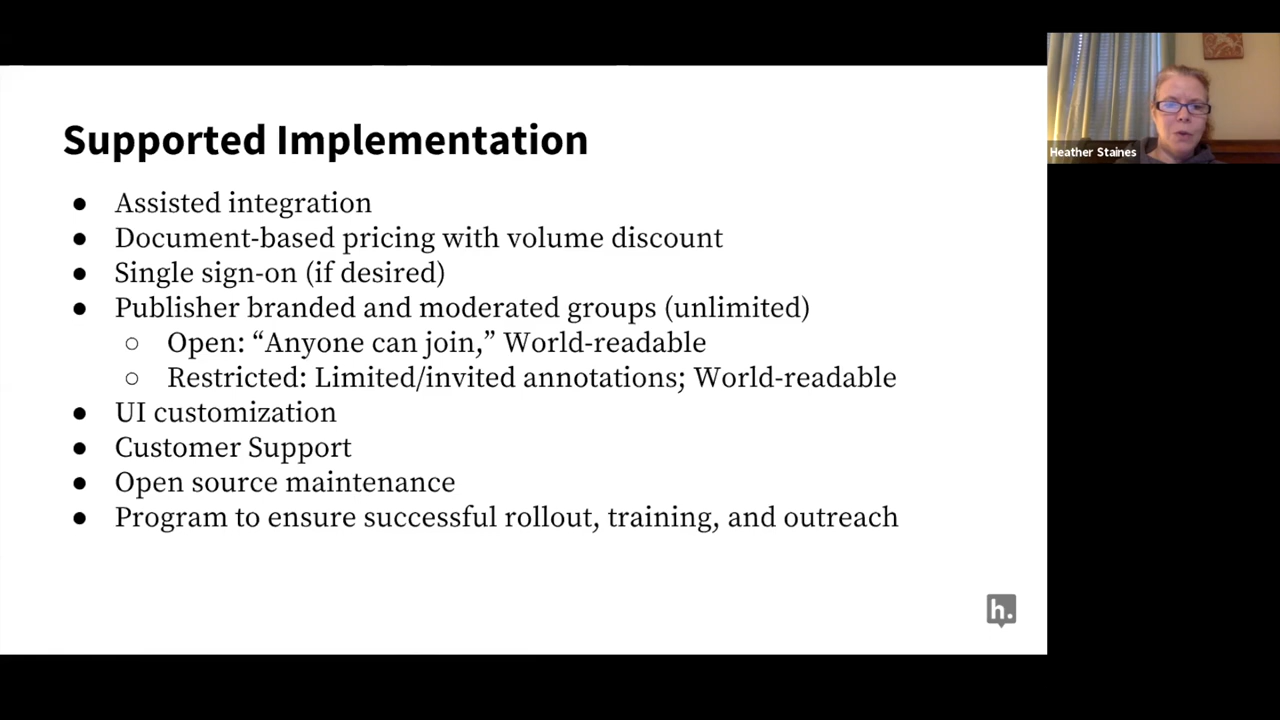 Supported Implementation
● Assisted integration
● Document-based pricing with volume discount
● Single sign-on (if desired)
● Publisher branded and moderated groups (unlimited)
○ Open: “Anyone can join,” World-readable
○ Restricted: Limited/invited annotations; World-readable
● UI customization
● Customer Support
● Open source maintenance
● Program to ensure successful rollout, training, and outreach
h.
Heather Staines